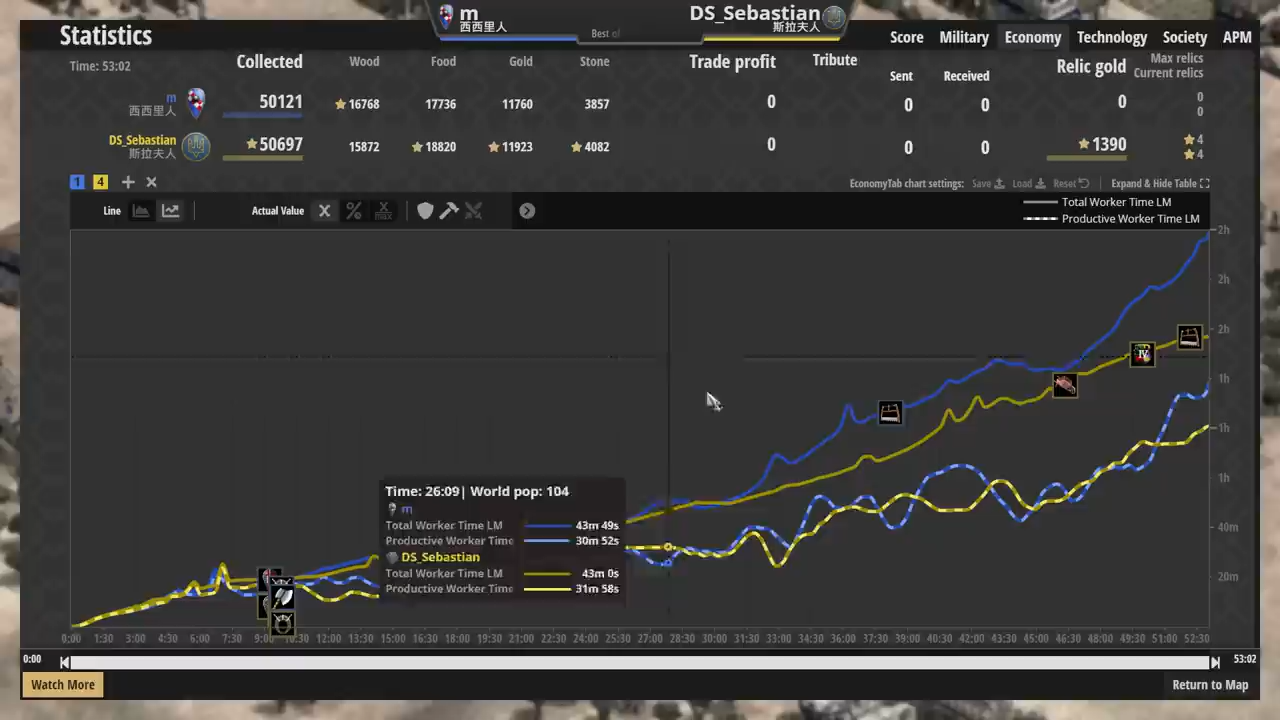 m
西西里人
Best of
DS_Sebastian
斯拉夫人
Statistics
Score Military Economy Technology Society APM
Time: 53:02
Collected Wood Food Gold Stone Trade profit Tribute Sent Received Relic gold Max relics
Current relics
m
西西里人
50121 16768 17736 11760 3857 0 0 0 0 0
0
DS_Sebastian
斯拉夫人
50697 15872 18820 11923 4082 0 0 0 1390 4
4
1 4
EconomyTab chart settings: Save Load Reset Expand & Hide Table
Line Actual Value X % X max
Total Worker Time LM
Productive Worker Time LM
2h
2h
2h
1h
1h
1h
40m
20m
Time: 26:09| World pop: 104
m
Total Worker Time LM 43m 49s
Productive Worker Time 30m 52s
DS_Sebastian
Total Worker Time LM 43m 0s
Productive Worker Time 31m 58s
IV
0:00 1:30 3:00 4:30 6:00 7:30 9:00 10:30 12:00 13:30 15:00 16:30 18:00 19:30 21:00 22:30 24:00 25:30 27:00 28:30 30:00 31:30 33:00 34:30 36:00 37:30 39:00 40:30 42:00 43:30 45:00 46:30 48:00 49:30 51:00 52:30
0:00 53:02
Watch More Return to Map